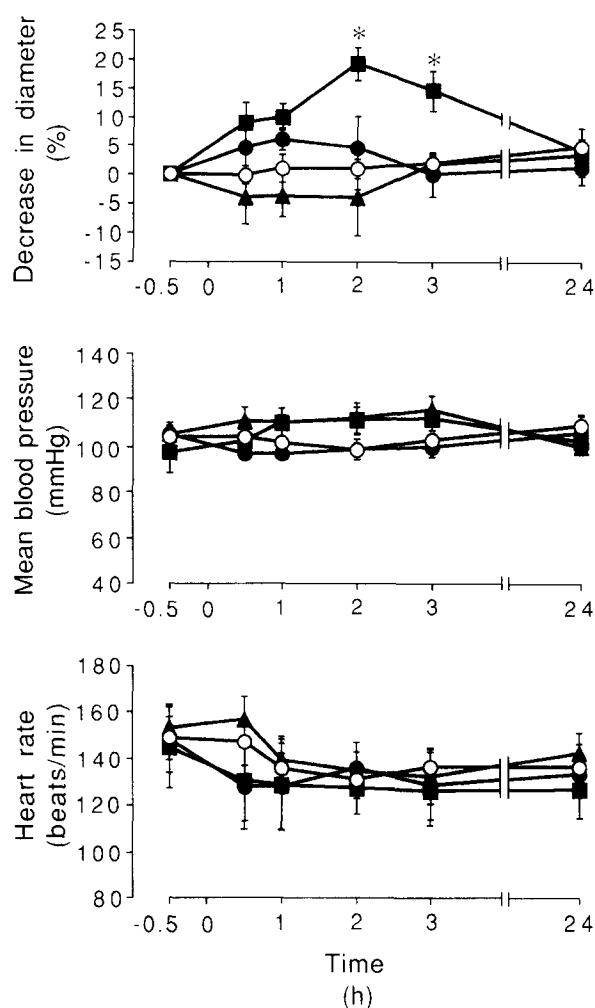 Decrease in diameter
(%)
25
20
15
10
5
0
-5
-10
-15
* *
-0.5 0 1 2 3 24
Mean blood pressure
(mmHg)
140
120
100
80
60
40
-0.5 0 1 2 3 24
Heart rate
(beats/min)
180
160
140
120
100
80
-0.5 0 1 2 3 24
Time
(h)